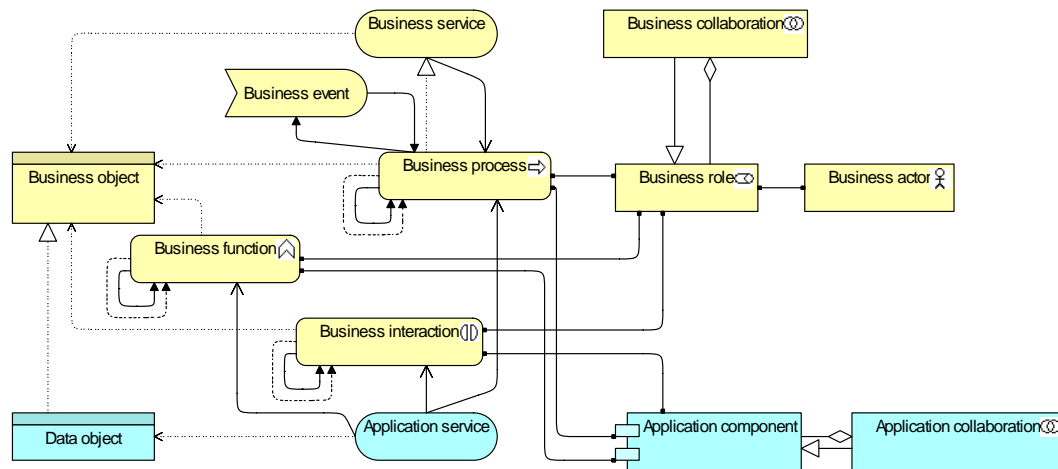 Business service
Business collaboration
Business event
Business process
Business object
Business role
Business actor
Business function
Business interaction
Data object
Application service
Application component
Application collaboration